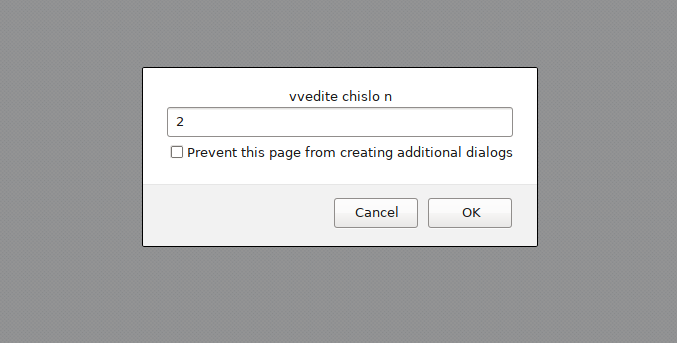 vvedite chislo n
2
Prevent this page from creating additional dialogs
Cancel OK